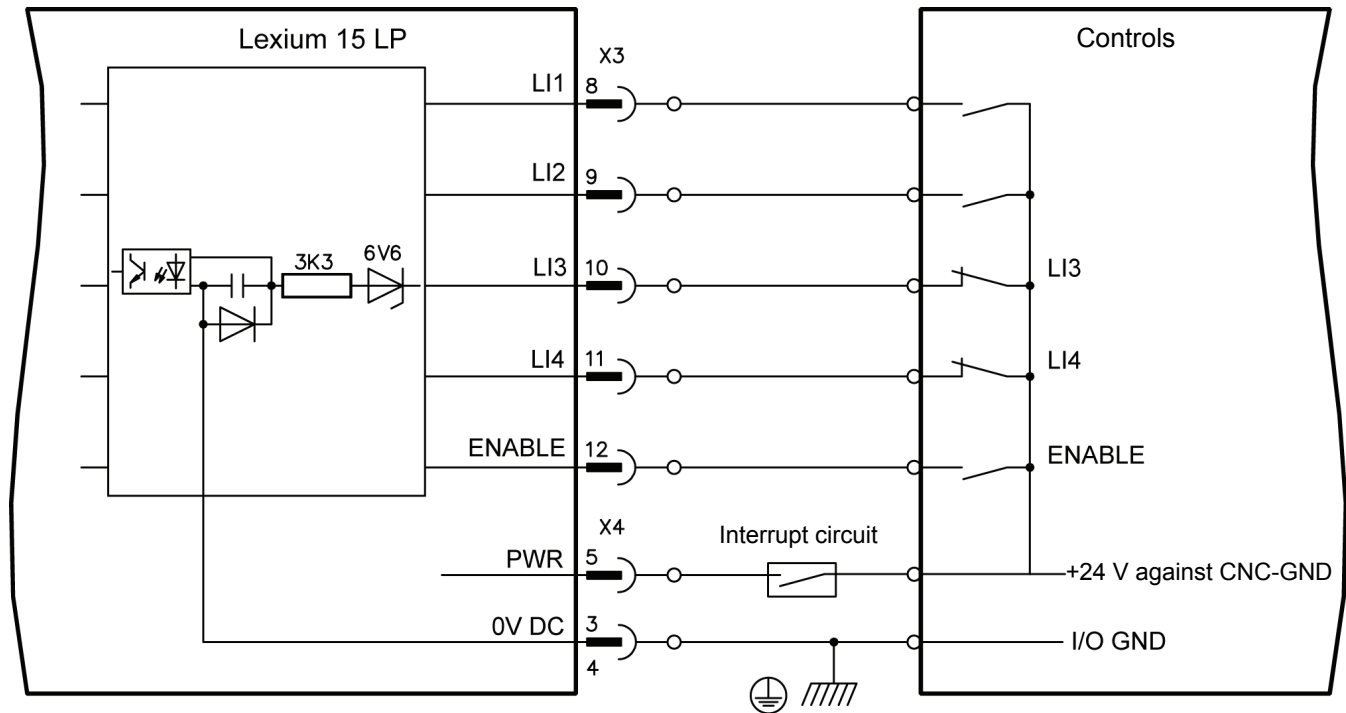 Lexium 15 LP
X3
Controls
LI1
8
LI2
9
3K3
6V6
LI3
10
LI3
LI4
11
LI4
ENABLE
12
ENABLE
X4
Interrupt circuit
PWR
5
+24 V against CNC-GND
0V DC
3
I/O GND
4